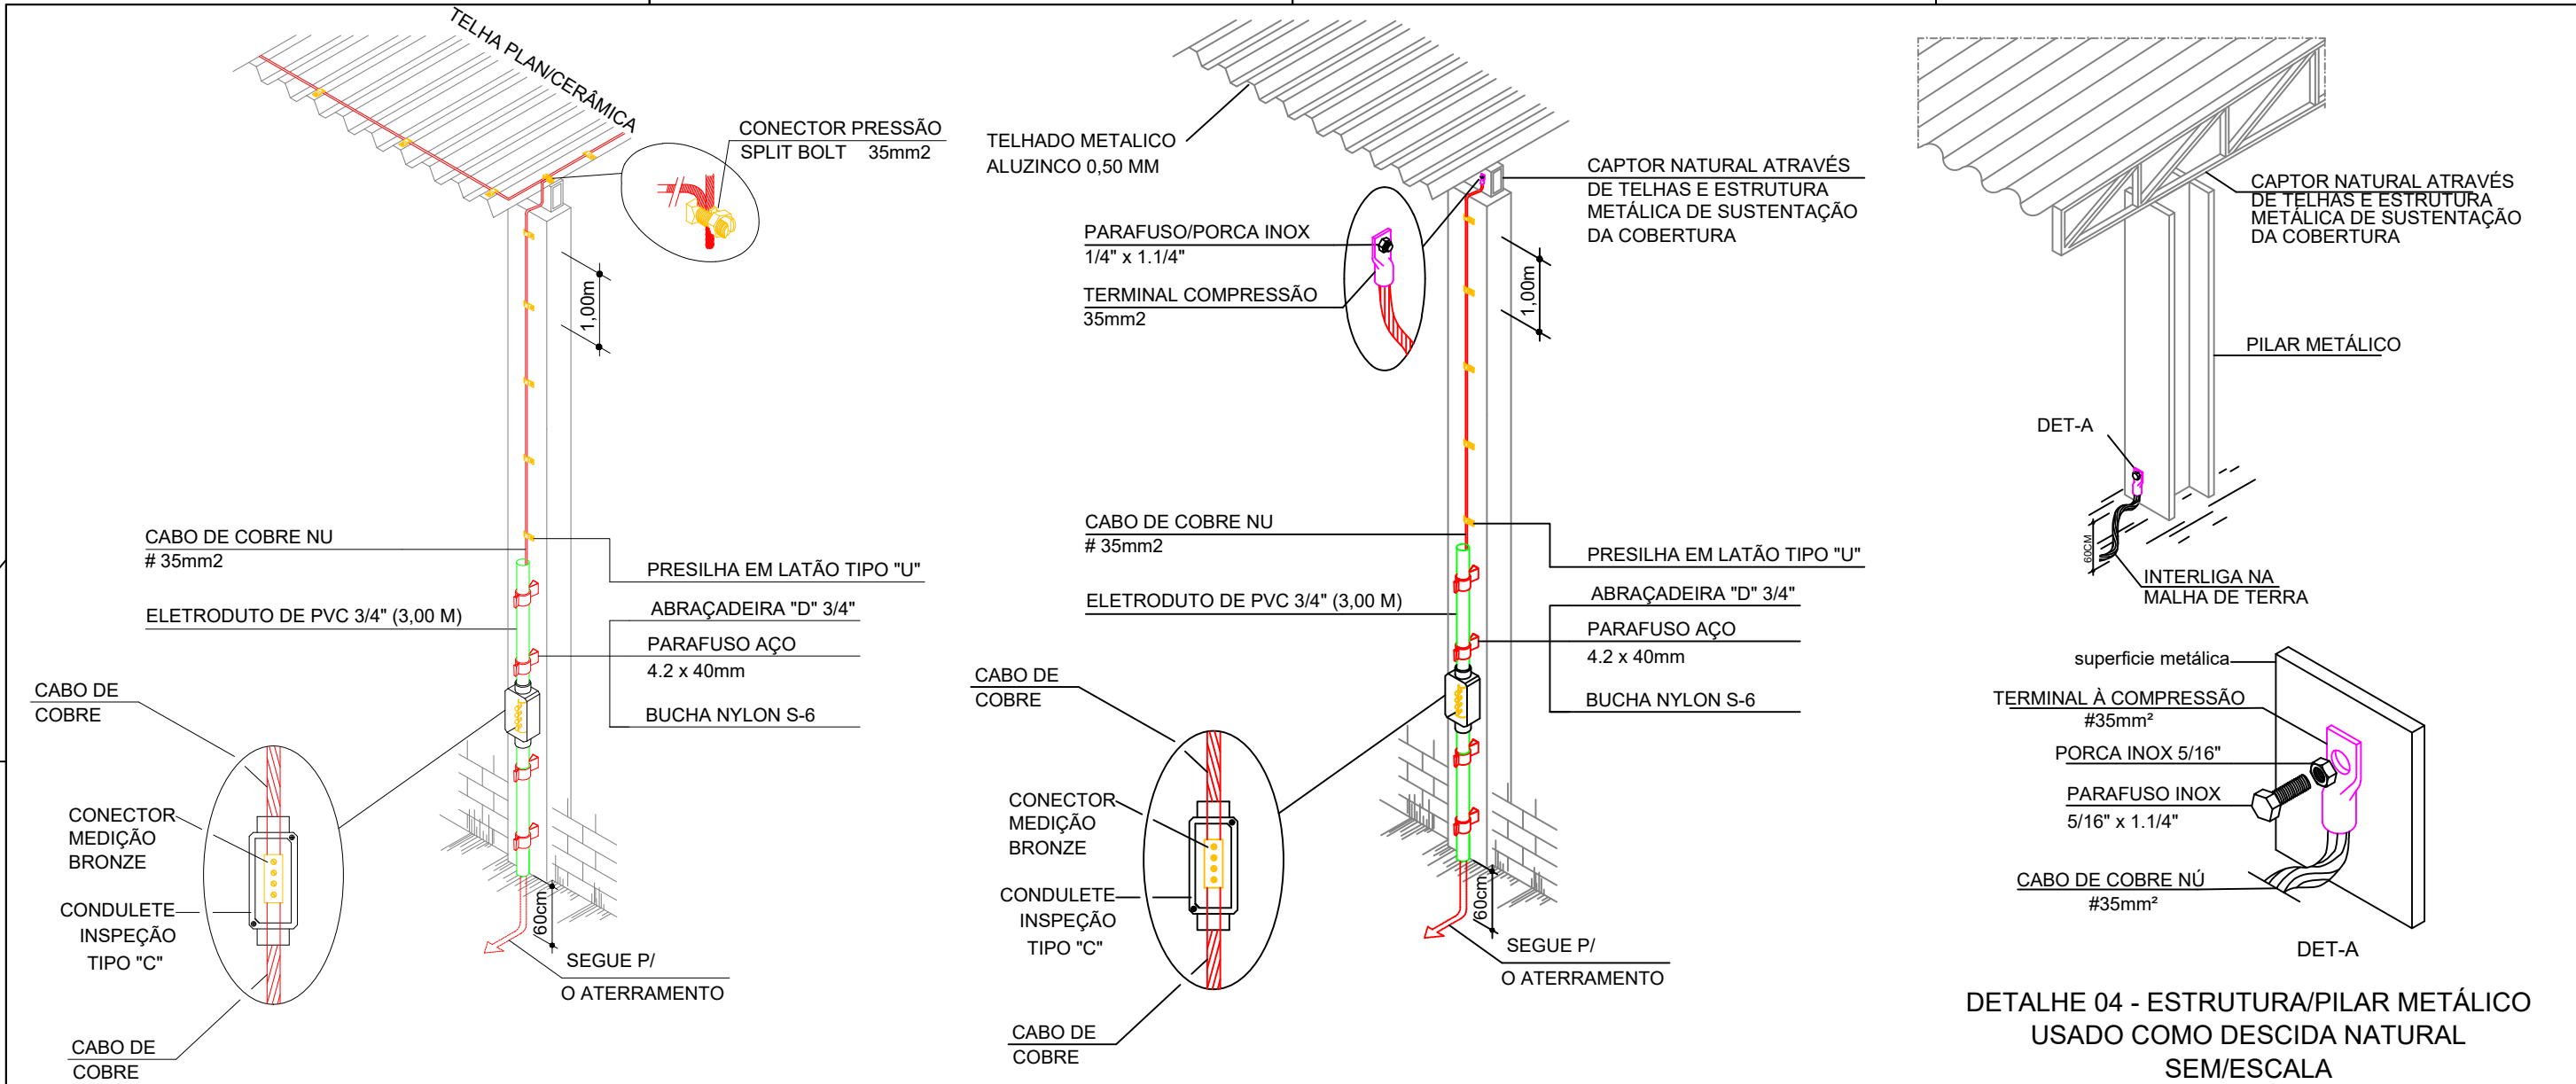 TELHA PLAN/CERÂMICA
CONECTOR PRESSÃO
SPLIT BOLT 35mm2
1,00m
CABO DE COBRE NU
# 35mm2
ELETRODUTO DE PVC 3/4" (3,00 M)
PRESILHA EM LATÃO TIPO "U"
ABRAÇADEIRA "D" 3/4"
PARAFUSO AÇO
4.2 x 40mm
BUCHA NYLON S-6
CABO DE
COBRE
CONECTOR
MEDIÇÃO
BRONZE
CONDULETE
INSPEÇÃO
TIPO "C"
CABO DE
COBRE
60cm
SEGUE P/
O ATERRAMENTO
TELHADO METALICO
ALUZINCO 0,50 MM
CAPTOR NATURAL ATRAVÉS
DE TELHAS E ESTRUTURA
METÁLICA DE SUSTENTAÇÃO
DA COBERTURA
PARAFUSO/PORCA INOX
1/4" x 1.1/4"
TERMINAL COMPRESSÃO
35mm2
1,00m
CABO DE COBRE NU
# 35mm2
ELETRODUTO DE PVC 3/4" (3,00 M)
PRESILHA EM LATÃO TIPO "U"
ABRAÇADEIRA "D" 3/4"
PARAFUSO AÇO
4.2 x 40mm
BUCHA NYLON S-6
CABO DE
COBRE
CONECTOR
MEDIÇÃO
BRONZE
CONDULETE
INSPEÇÃO
TIPO "C"
CABO DE
COBRE
60cm
SEGUE P/
O ATERRAMENTO
CAPTOR NATURAL ATRAVÉS
DE TELHAS E ESTRUTURA
METÁLICA DE SUSTENTAÇÃO
DA COBERTURA
PILAR METÁLICO
DET-A
60CM
INTERLIGA NA
MALHA DE TERRA
superficie metálica
TERMINAL À COMPRESSÃO
#35mm²
PORCA INOX 5/16"
PARAFUSO INOX
5/16" x 1.1/4"
CABO DE COBRE NÚ
#35mm²
DET-A
DETALHE 04 - ESTRUTURA/PILAR METÁLICO
USADO COMO DESCIDA NATURAL
SEM/ESCALA